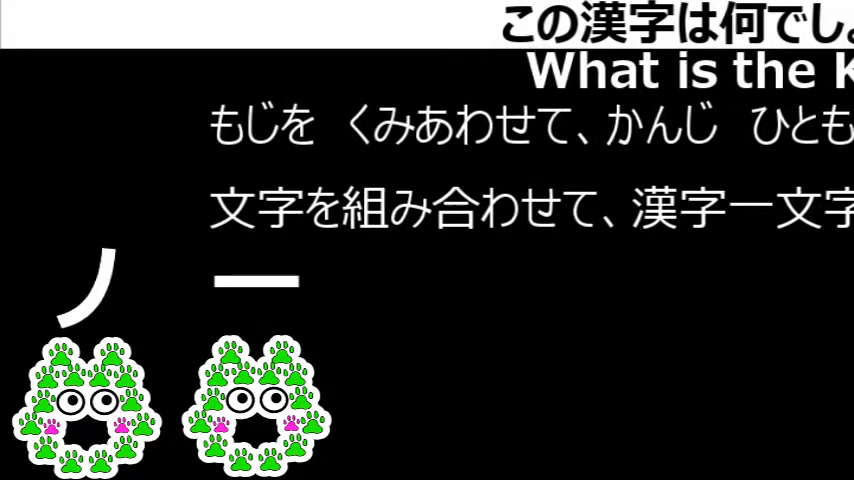 この漢字は何でし
What is the K
もじを くみあわせて、かんじ ひとも
文字を組み合わせて、漢字一文字
ノ 一